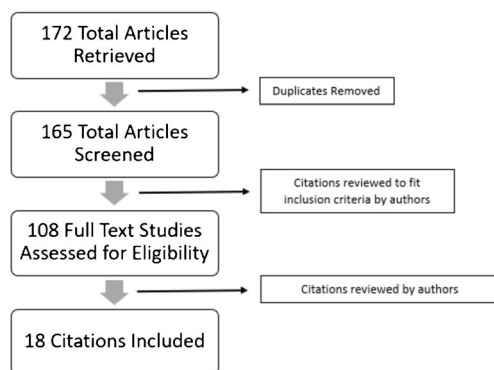 172 Total Articles
Retrieved
Duplicates Removed
165 Total Articles
Screened
Citations reviewed to fit
inclusion criteria by authors
108 Full Text Studies
Assessed for Eligibility
Citations reviewed by authors
18 Citations Included